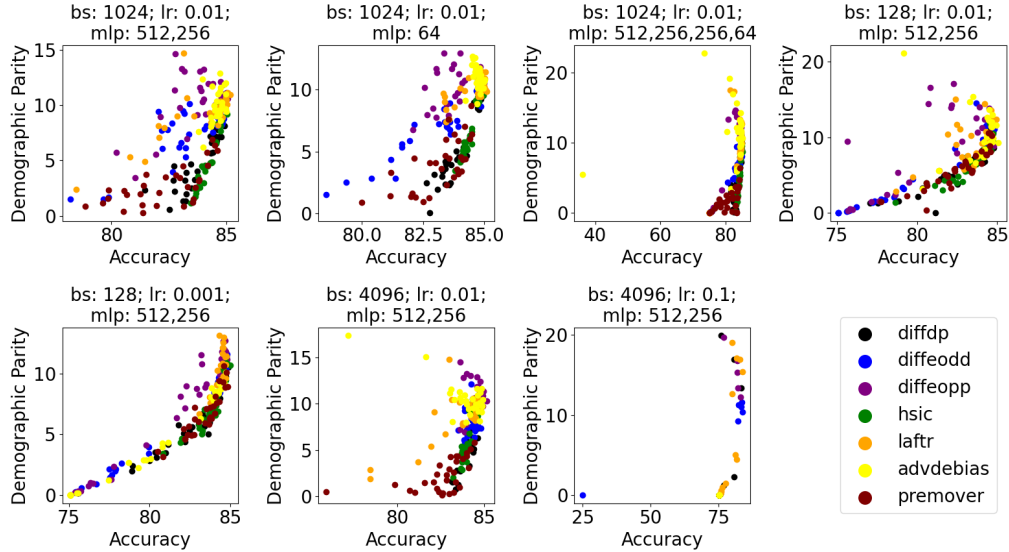 bs: 1024; lr: 0.01;
mlp: 512,256
Demographic Parity
15
10
5
0
80
85
Accuracy
bs: 1024; lr: 0.01;
mlp: 64
Demographic Parity
10
5
0
80.0
82.5
85.0
Accuracy
bs: 1024; lr: 0.01;
mlp: 512,256,256,64
Demographic Parity
20
10
0
40
60
80
Accuracy
bs: 128; lr: 0.01;
mlp: 512,256
Demographic Parity
20
10
0
75
80
85
Accuracy
bs: 128; lr: 0.001;
mlp: 512,256
Demographic Parity
10
5
0
75
80
85
Accuracy
bs: 4096; lr: 0.01;
mlp: 512,256
Demographic Parity
15
10
5
0
80
85
Accuracy
bs: 4096; lr: 0.1;
mlp: 512,256
Demographic Parity
20
10
0
25
50
75
Accuracy
diffdp
diffeodd
diffeopp
hsic
laftr
advdebias
premover